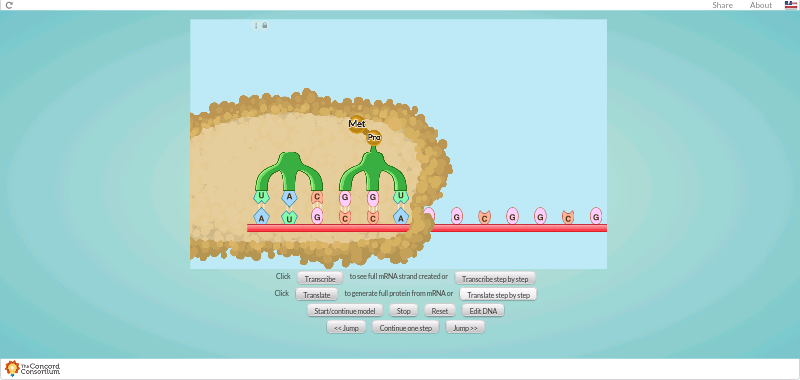 Share About
Met
Pro
U A C G G U
A U G C C A G C G G C G
Click Transcribe to see full mRNA strand created or Transcribe step by step
Click Translate to generate full protein from mRNA or Translate step by step
Start/continue model Stop Reset Edit DNA
<< Jump Continue one step Jump >>
The Concord
Consortium